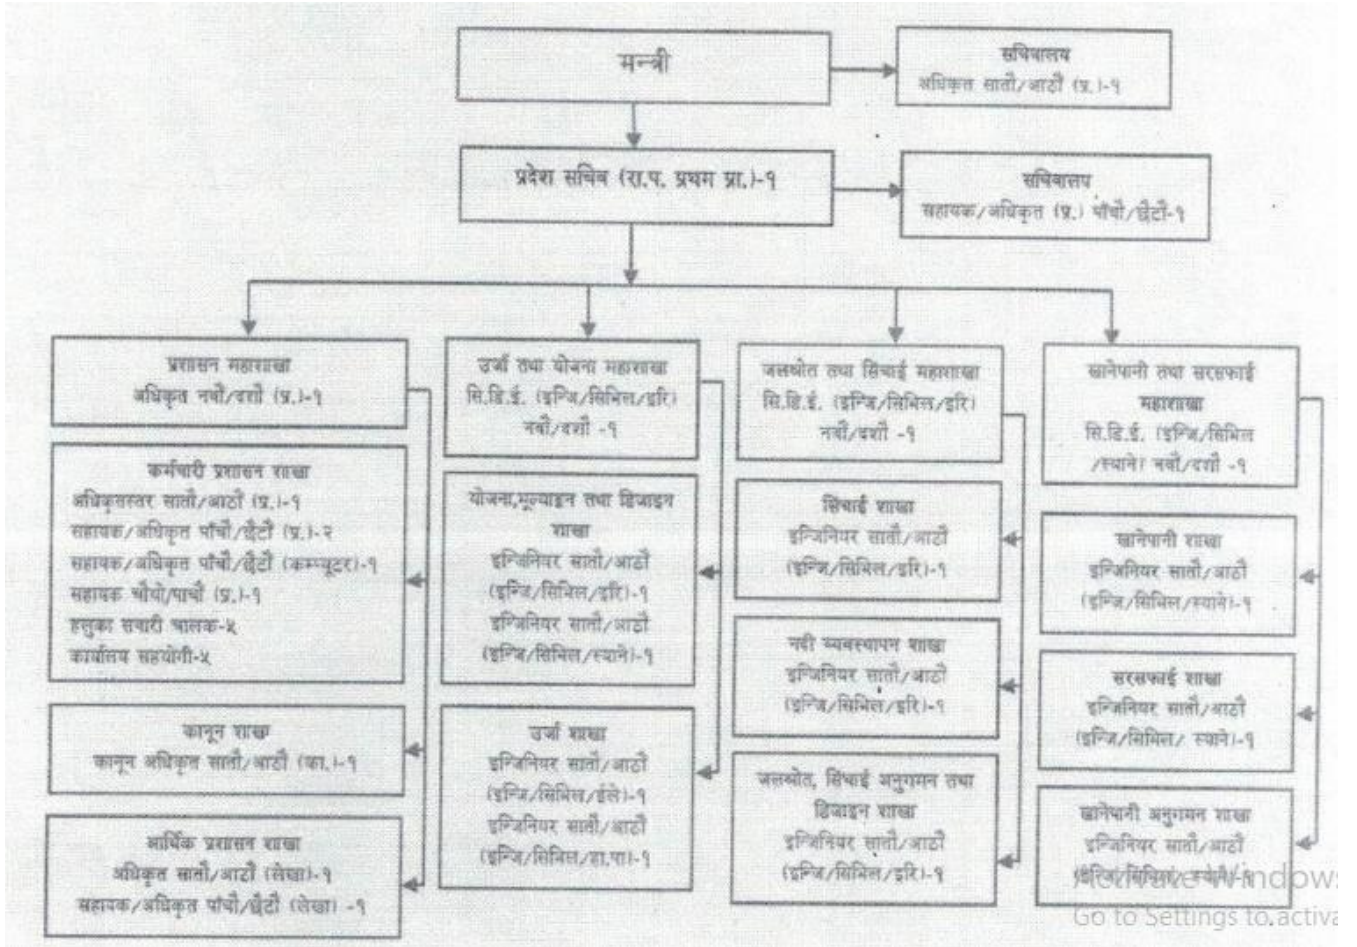 मन्त्री
सचिवालय
अधिकृत सातौ/आठौ (प्र.)-१
प्रदेश सचिव (रा.प. प्रथम प्रा.)-१
सचिवालय
सहायक/अधिकृत (प्र.) पाँचौ/छैटौ-१
प्रशासन महाशाखा
अधिकृत नवौ/दशौ (प्र.)-१
कर्मचारी प्रशासन शाखा
अधिकृतस्तर सातौ/आठौ (प्र.)-१
सहायक/अधिकृत पाँचौ/छैटौ (प्र.)-२
सहायक/अधिकृत पाँचौ/छैटौ (कम्प्यूटर)-१
सहायक चौथो/पाचौ (प्र.)-१
हलुका सवारी चालक-५
कार्यालय सहयोगी-५
कानून शाखा
कानून अधिकृत सातौ/आठौ (का.)-१
आर्थिक प्रशासन शाखा
अधिकृत सातौ/आठौ (लेखा)-१
सहायक/अधिकृत पाँचौ/छैटौ (लेखा) -१
उर्जा तथा योजना महाशाखा
सि.डि.ई. (इन्जि/सिभिल/इरि)
नवौ/दशौ -१
योजना,मूल्याङ्कन तथा डिजाइन
शाखा
इन्जिनियर सातौ/आठौ
(इन्जि/सिभिल/इरि)-१
इन्जिनियर सातौ/आठौ
(इन्जि/सिभिल/स्याने)-१
उर्जा शाखा
इन्जिनियर सातौ/आठौ
(इन्जि/सिभिल/ईले)-१
इन्जिनियर सातौ/आठौ
(इन्जि/सिभिल/हा.पा)-१
जलश्रोत तथा सिंचाई महाशाखा
सि.डि.ई. (इन्जि/सिभिल/इरि)
नवौ/दशौ -१
सिंचाई शाखा
इन्जिनियर सातौ/आठौ
(इन्जि/सिभिल/इरि)-१
नदी व्यवस्थापन शाखा
इन्जिनियर सातौ/आठौ
(इन्जि/सिभिल/इरि)-१
जलश्रोत, सिंचाई अनुगमन तथा
डिजाइन शाखा
इन्जिनियर सातौ/आठौ
(इन्जि/सिभिल/इरि)-१
खानेपानी तथा सरसफाई
महाशाखा
सि.डि.ई. (इन्जि/सिभिल
/स्याने) नवौ/दशौ -१
खानेपानी शाखा
इन्जिनियर सातौ/आठौ
(इन्जि/सिभिल/स्याने)-१
सरसफाई शाखा
इन्जिनियर सातौ/आठौ
(इन्जि/सिभिल/ स्याने)-१
खानेपानी अनुगमन शाखा
इन्जिनियर सातौ/आठौ
(इन्जि/सिभिल/ स्याने)-१
Activate Windows
Go to Settings to activa